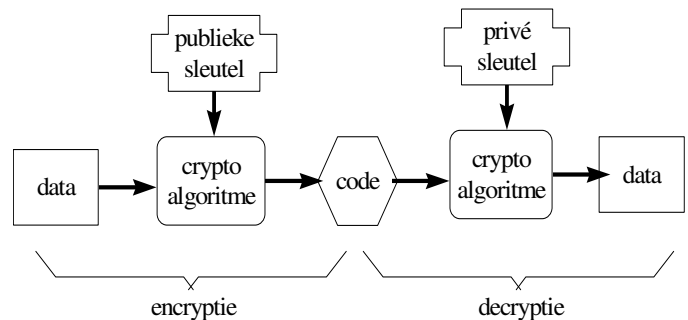 publieke
sleutel
privé
sleutel
data
crypto
algoritme
code
crypto
algoritme
data
encryptie
decryptie